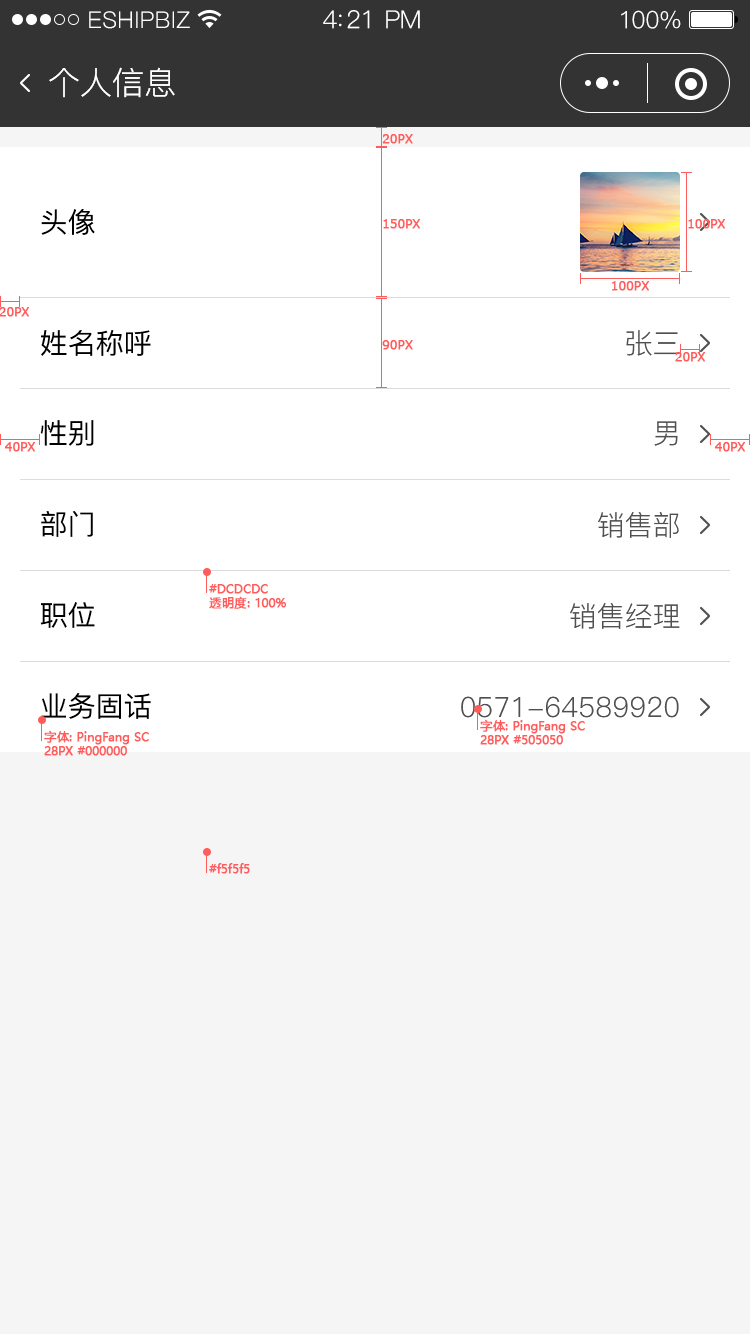 ESHIPBIZ 4:21 PM 100%
个人信息
20PX
头像 150PX 100PX
100PX
20PX
姓名称呼 90PX 张三
20PX
性别 男
40PX 40PX
部门 销售部
#DCDCDC
透明度: 100%
职位 销售经理
业务固话 0571-64589920
字体: PingFang SC
28PX #505050
字体: PingFang SC
28PX #000000
#f5f5f5